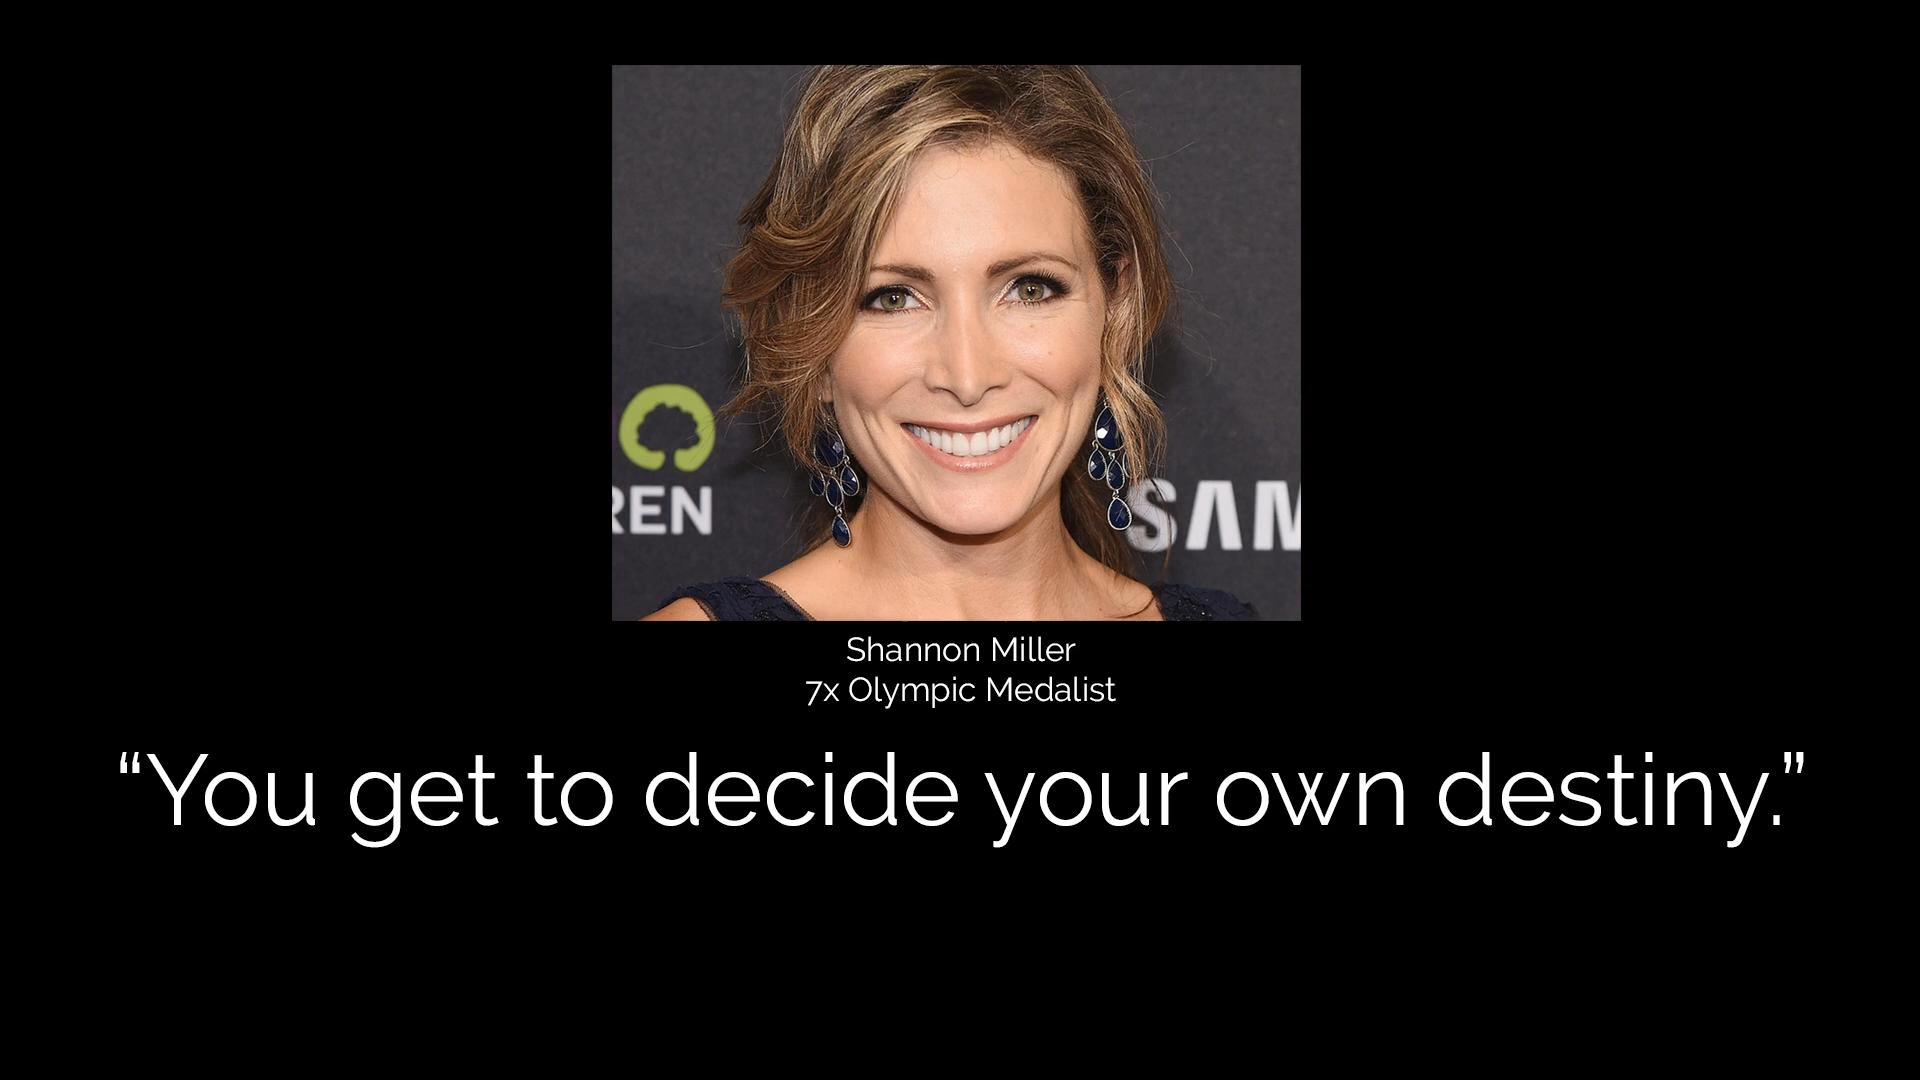 REN
SAM
Shannon Miller
7x Olympic Medalist
“You get to decide your own destiny.”